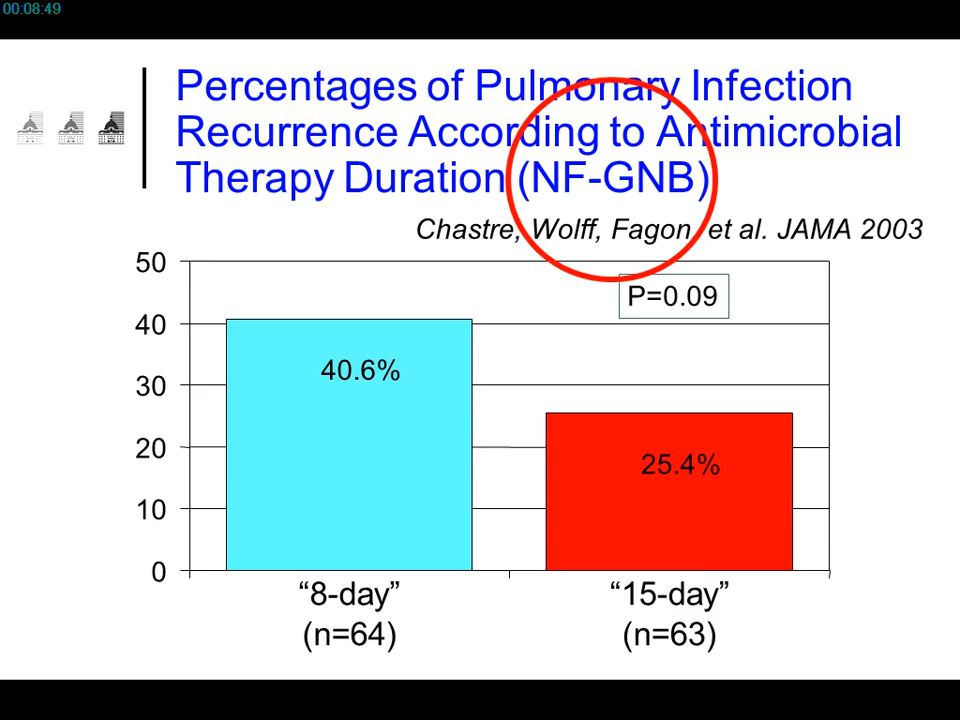 00:08:49
Percentages of Pulmonary Infection
Recurrence According to Antimicrobial
Therapy Duration (NF-GNB)
Chastre, Wolff, Fagon, et al. JAMA 2003
50
P=0.09
40
40.6%
30
20
25.4%
10
0
“8-day”
(n=64)
“15-day”
(n=63)